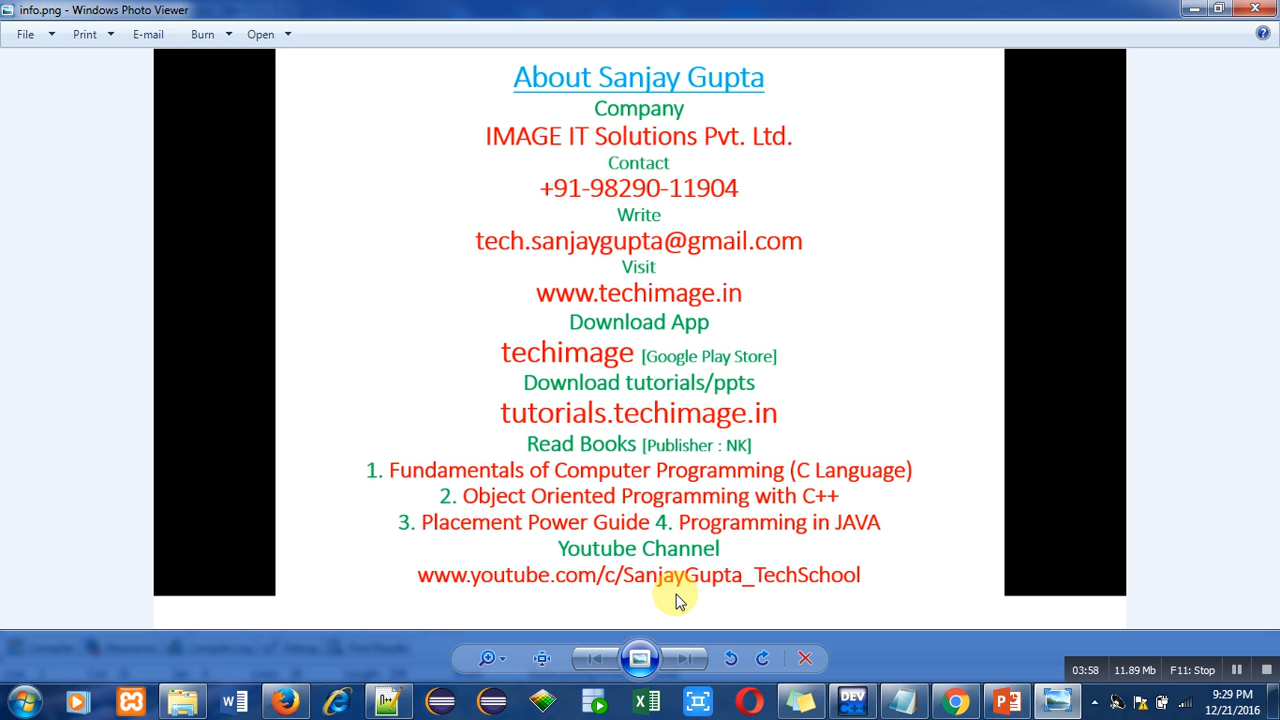 info.png - Windows Photo Viewer
File Print E-mail Burn Open
About Sanjay Gupta
Company
IMAGE IT Solutions Pvt. Ltd.
Contact
+91-98290-11904
Write
tech.sanjaygupta@gmail.com
Visit
www.techimage.in
Download App
techimage [Google Play Store]
Download tutorials/ppts
tutorials.techimage.in
Read Books [Publisher : NK]
1. Fundamentals of Computer Programming (C Language)
2. Object Oriented Programming with C++
3. Placement Power Guide 4. Programming in JAVA
Youtube Channel
www.youtube.com/c/SanjayGupta_TechSchool
03:58 11.89 Mb F11: Stop
9:29 PM
12/21/2016